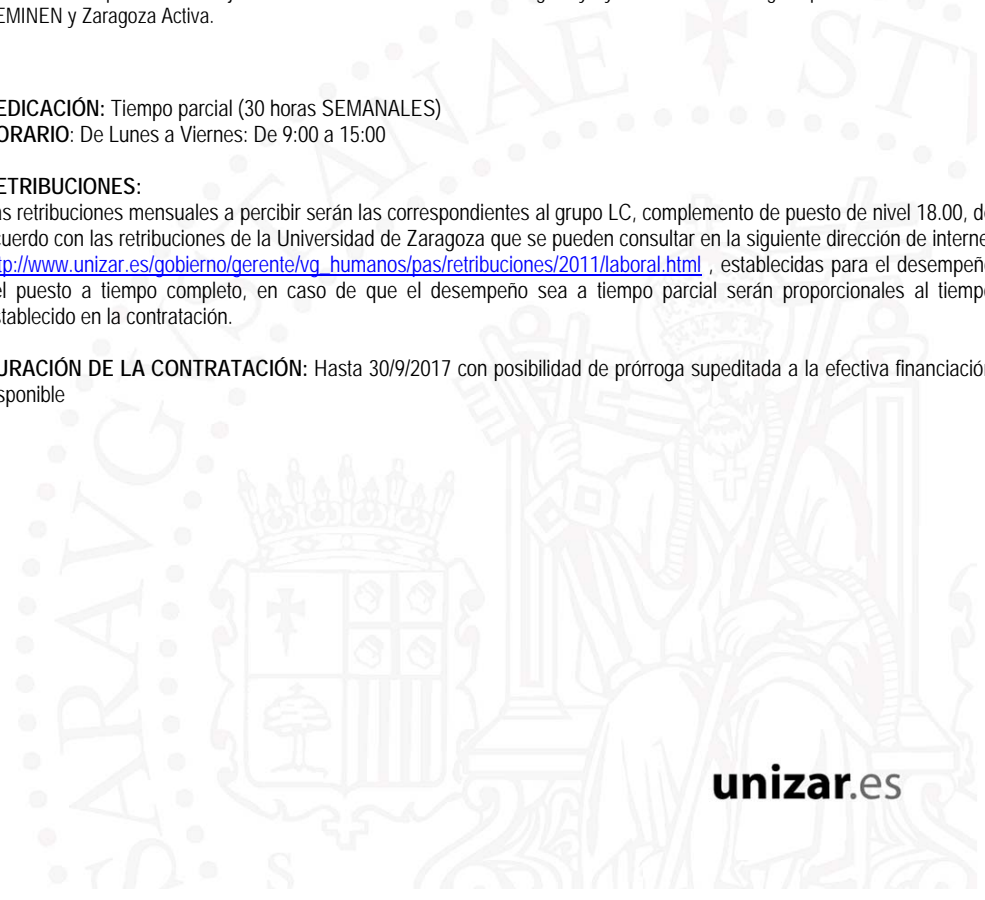 EMINEN y Zaragoza Activa.
EDICACIÓN: Tiempo parcial (30 horas SEMANALES)
ORARIO: De Lunes a Viernes: De 9:00 a 15:00
ETRIBUCIONES:
as retribuciones mensuales a percibir serán las correspondientes al grupo LC, complemento de puesto de nivel 18.00, d
cuerdo con las retribuciones de la Universidad de Zaragoza que se pueden consultar en la siguiente dirección de interne
tp://www.unizar.es/gobierno/gerente/vg_humanos/pas/retribuciones/2011/laboral.html , establecidas para el desempeñ
el puesto a tiempo completo, en caso de que el desempeño sea a tiempo parcial serán proporcionales al tiemp
stablecido en la contratación.
URACIÓN DE LA CONTRATACIÓN: Hasta 30/9/2017 con posibilidad de prórroga supeditada a la efectiva financiación
sponible
unizar.es